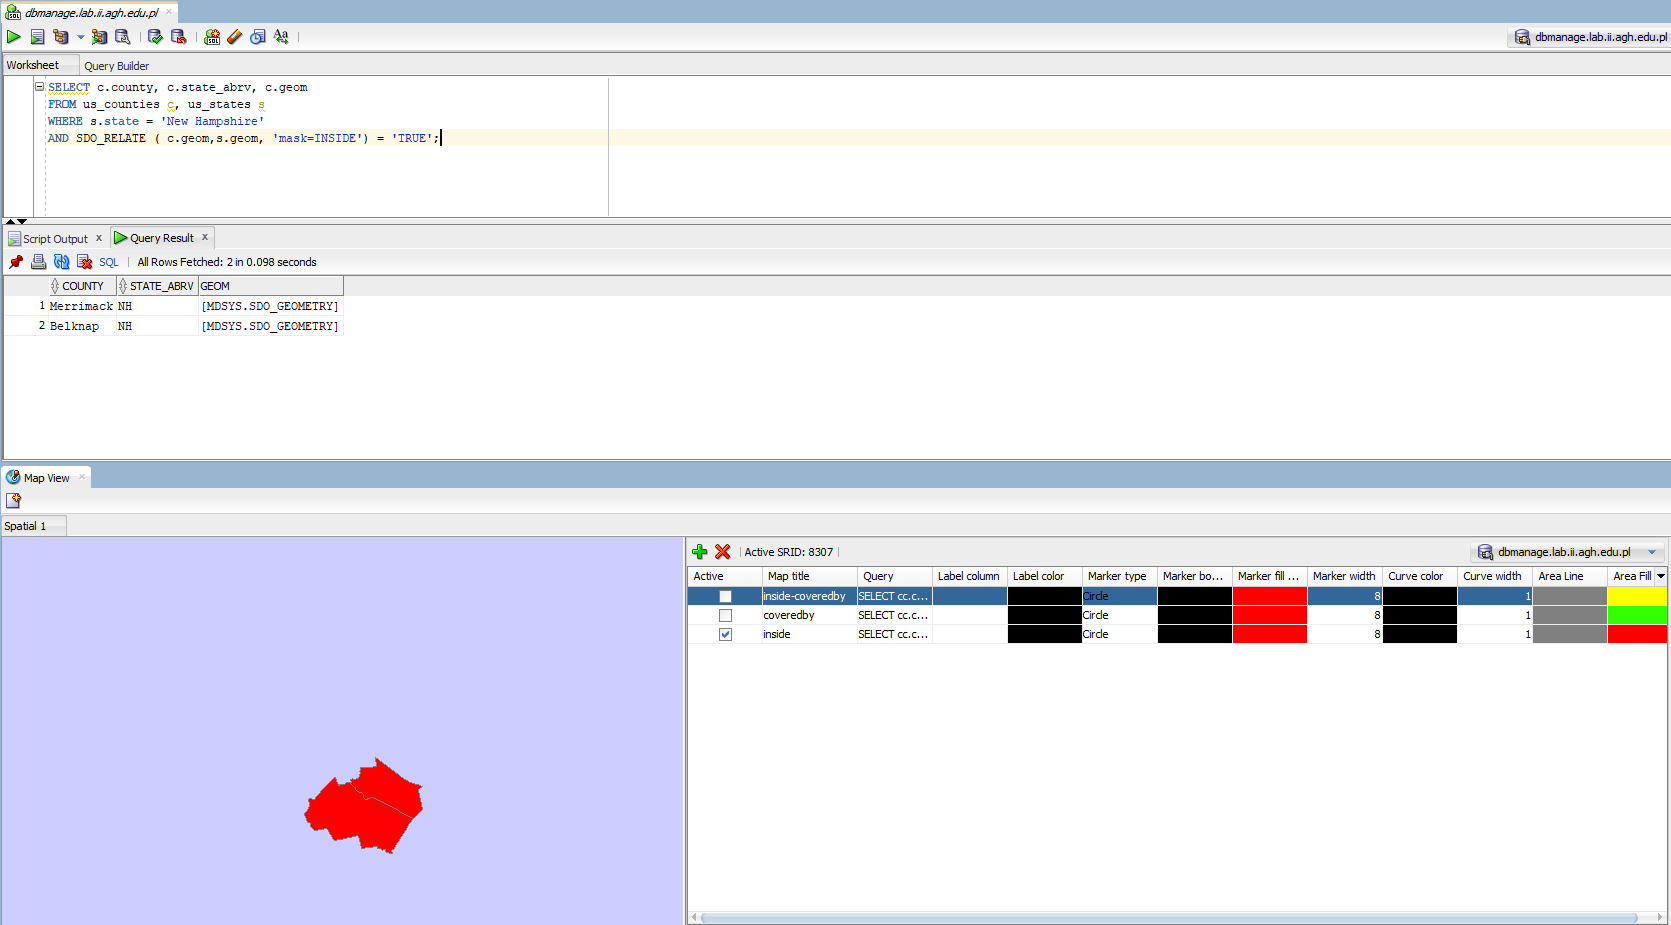 dbmanage.lab.ii.agh.edu.pl
dbmanage.lab.ii.agh.edu.pl
Worksheet Query Builder
SELECT c.county, c.state_abrv, c.geom
FROM us_counties c, us_states s
WHERE s.state = 'New Hampshire'
AND SDO_RELATE ( c.geom,s.geom, 'mask=INSIDE') = 'TRUE';
Script Output x Query Result x
SQL | All Rows Fetched: 2 in 0.098 seconds
COUNTY STATE_ABRV GEOM
1 Merrimack NH [MDSYS.SDO_GEOMETRY]
2 Belknap NH [MDSYS.SDO_GEOMETRY]
Map View
Spatial 1
Active SRID: 8307 dbmanage.lab.ii.agh.edu.pl
Active Map title Query Label column Label color Marker type Marker bo... Marker fill ... Marker width Curve color Curve width Area Line Area Fill
inside-coveredby SELECT cc.c... Circle 8 1
coveredby SELECT cc.c... Circle 8 1
inside SELECT cc.c... Circle 8 1